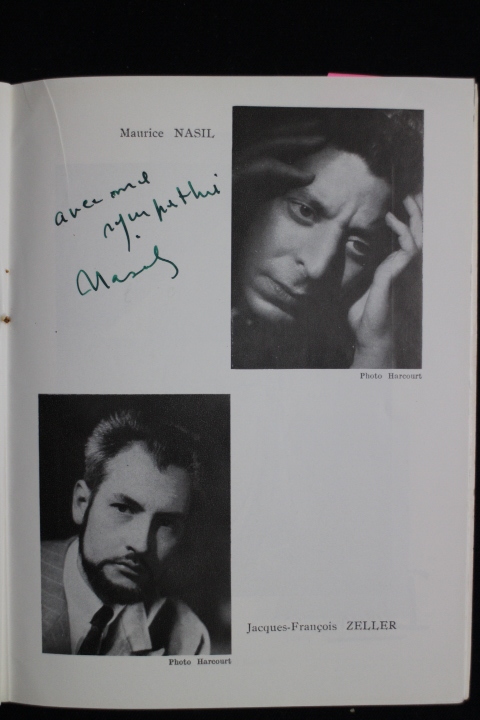 Maurice NASIL
avec ma
sympathie
Nasil
Photo Harcourt
Jacques-François ZELLER
Photo Harcourt